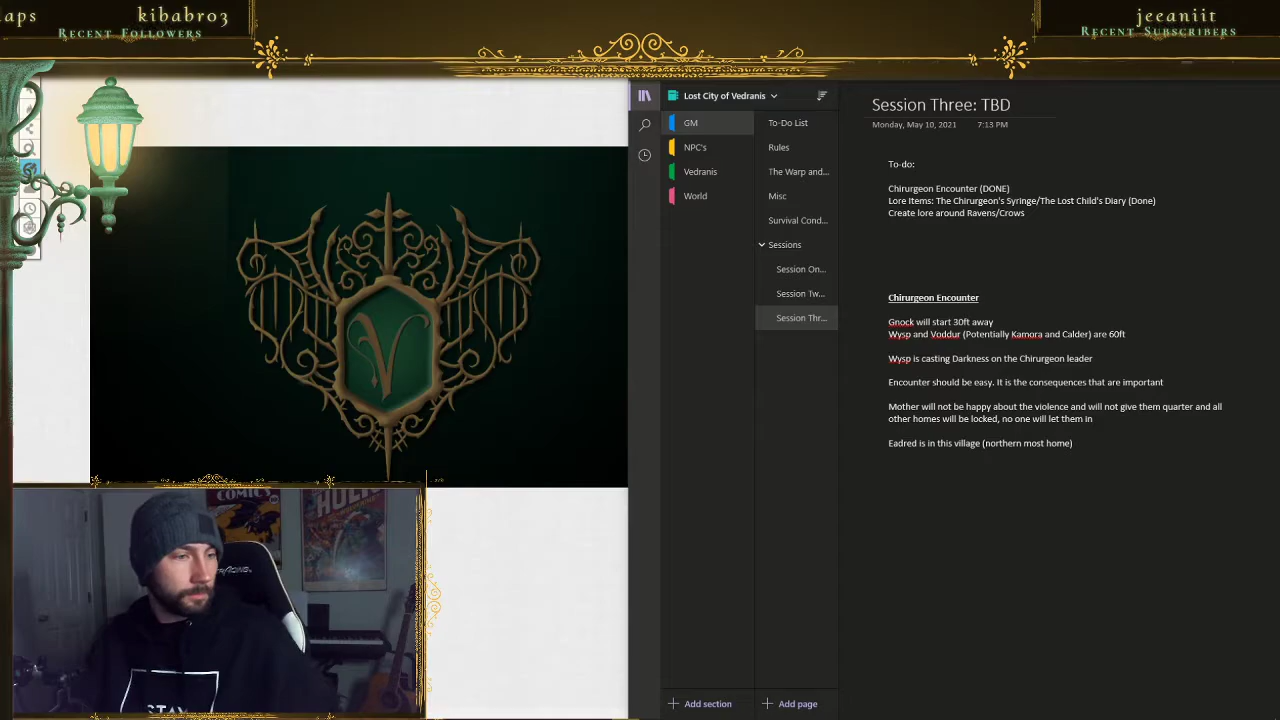 aps
kibabro3
Recent Followers
jeeaniit
Recent Subscribers
Lost City of Vedranis
GM
NPC's
Vedranis
World
To-Do List
Rules
The Warp and...
Misc
Survival Cond...
Sessions
Session On...
Session Tw...
Session Thr...
Session Three: TBD
Monday, May 10, 2021 7:13 PM
To-do:
Chirurgeon Encounter (DONE)
Lore Items: The Chirurgeon's Syringe/The Lost Child's Diary (Done)
Create lore around Ravens/Crows
Chirurgeon Encounter
Gnock will start 30ft away
Wysp and Voddur (Potentially Kamora and Calder) are 60ft
Wysp is casting Darkness on the Chirurgeon leader
Encounter should be easy. It is the consequences that are important
Mother will not be happy about the violence and will not give them quarter and all
other homes will be locked, no one will let them in
Eadred is in this village (northern most home)
V
COMICS
HULK
STAY
Add section
Add page